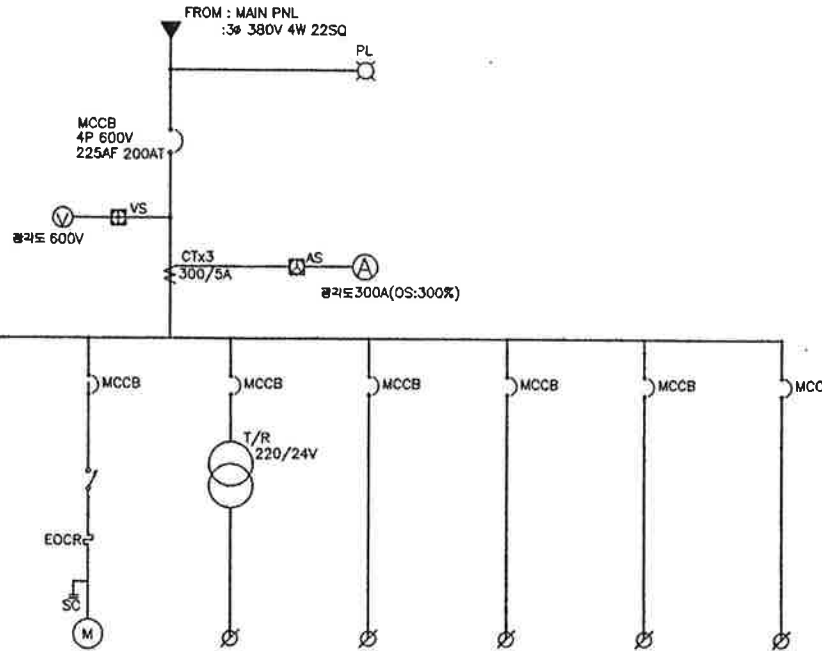 FROM : MAIN PNL
:3ø 380V 4W 22SQ
PL
MCCB
4P 600V
225AF 200AT
VS
V
광각도 600V
CTx3
300/5A
AS
A
광각도300A(OS:300%)
MCCB
MCCB
MCCB
MCCB
MCCB
MCC
T/R
220/24V
EOCR
SC
M